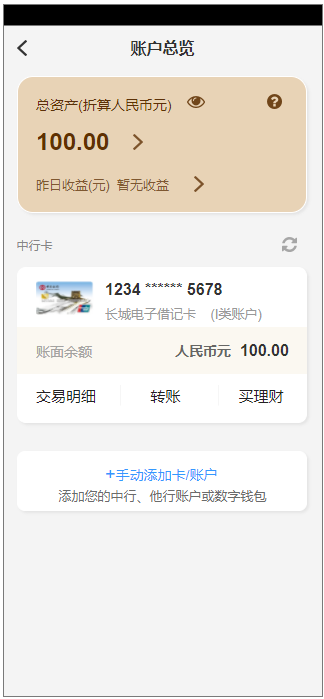 账户总览
总资产(折算人民币元)
100.00
昨日收益(元) 暂无收益
中行卡
1234 ****** 5678
长城电子借记卡 (I类账户)
账面余额 人民币元 100.00
交易明细 转账 买理财
+手动添加卡/账户
添加您的中行、他行账户或数字钱包